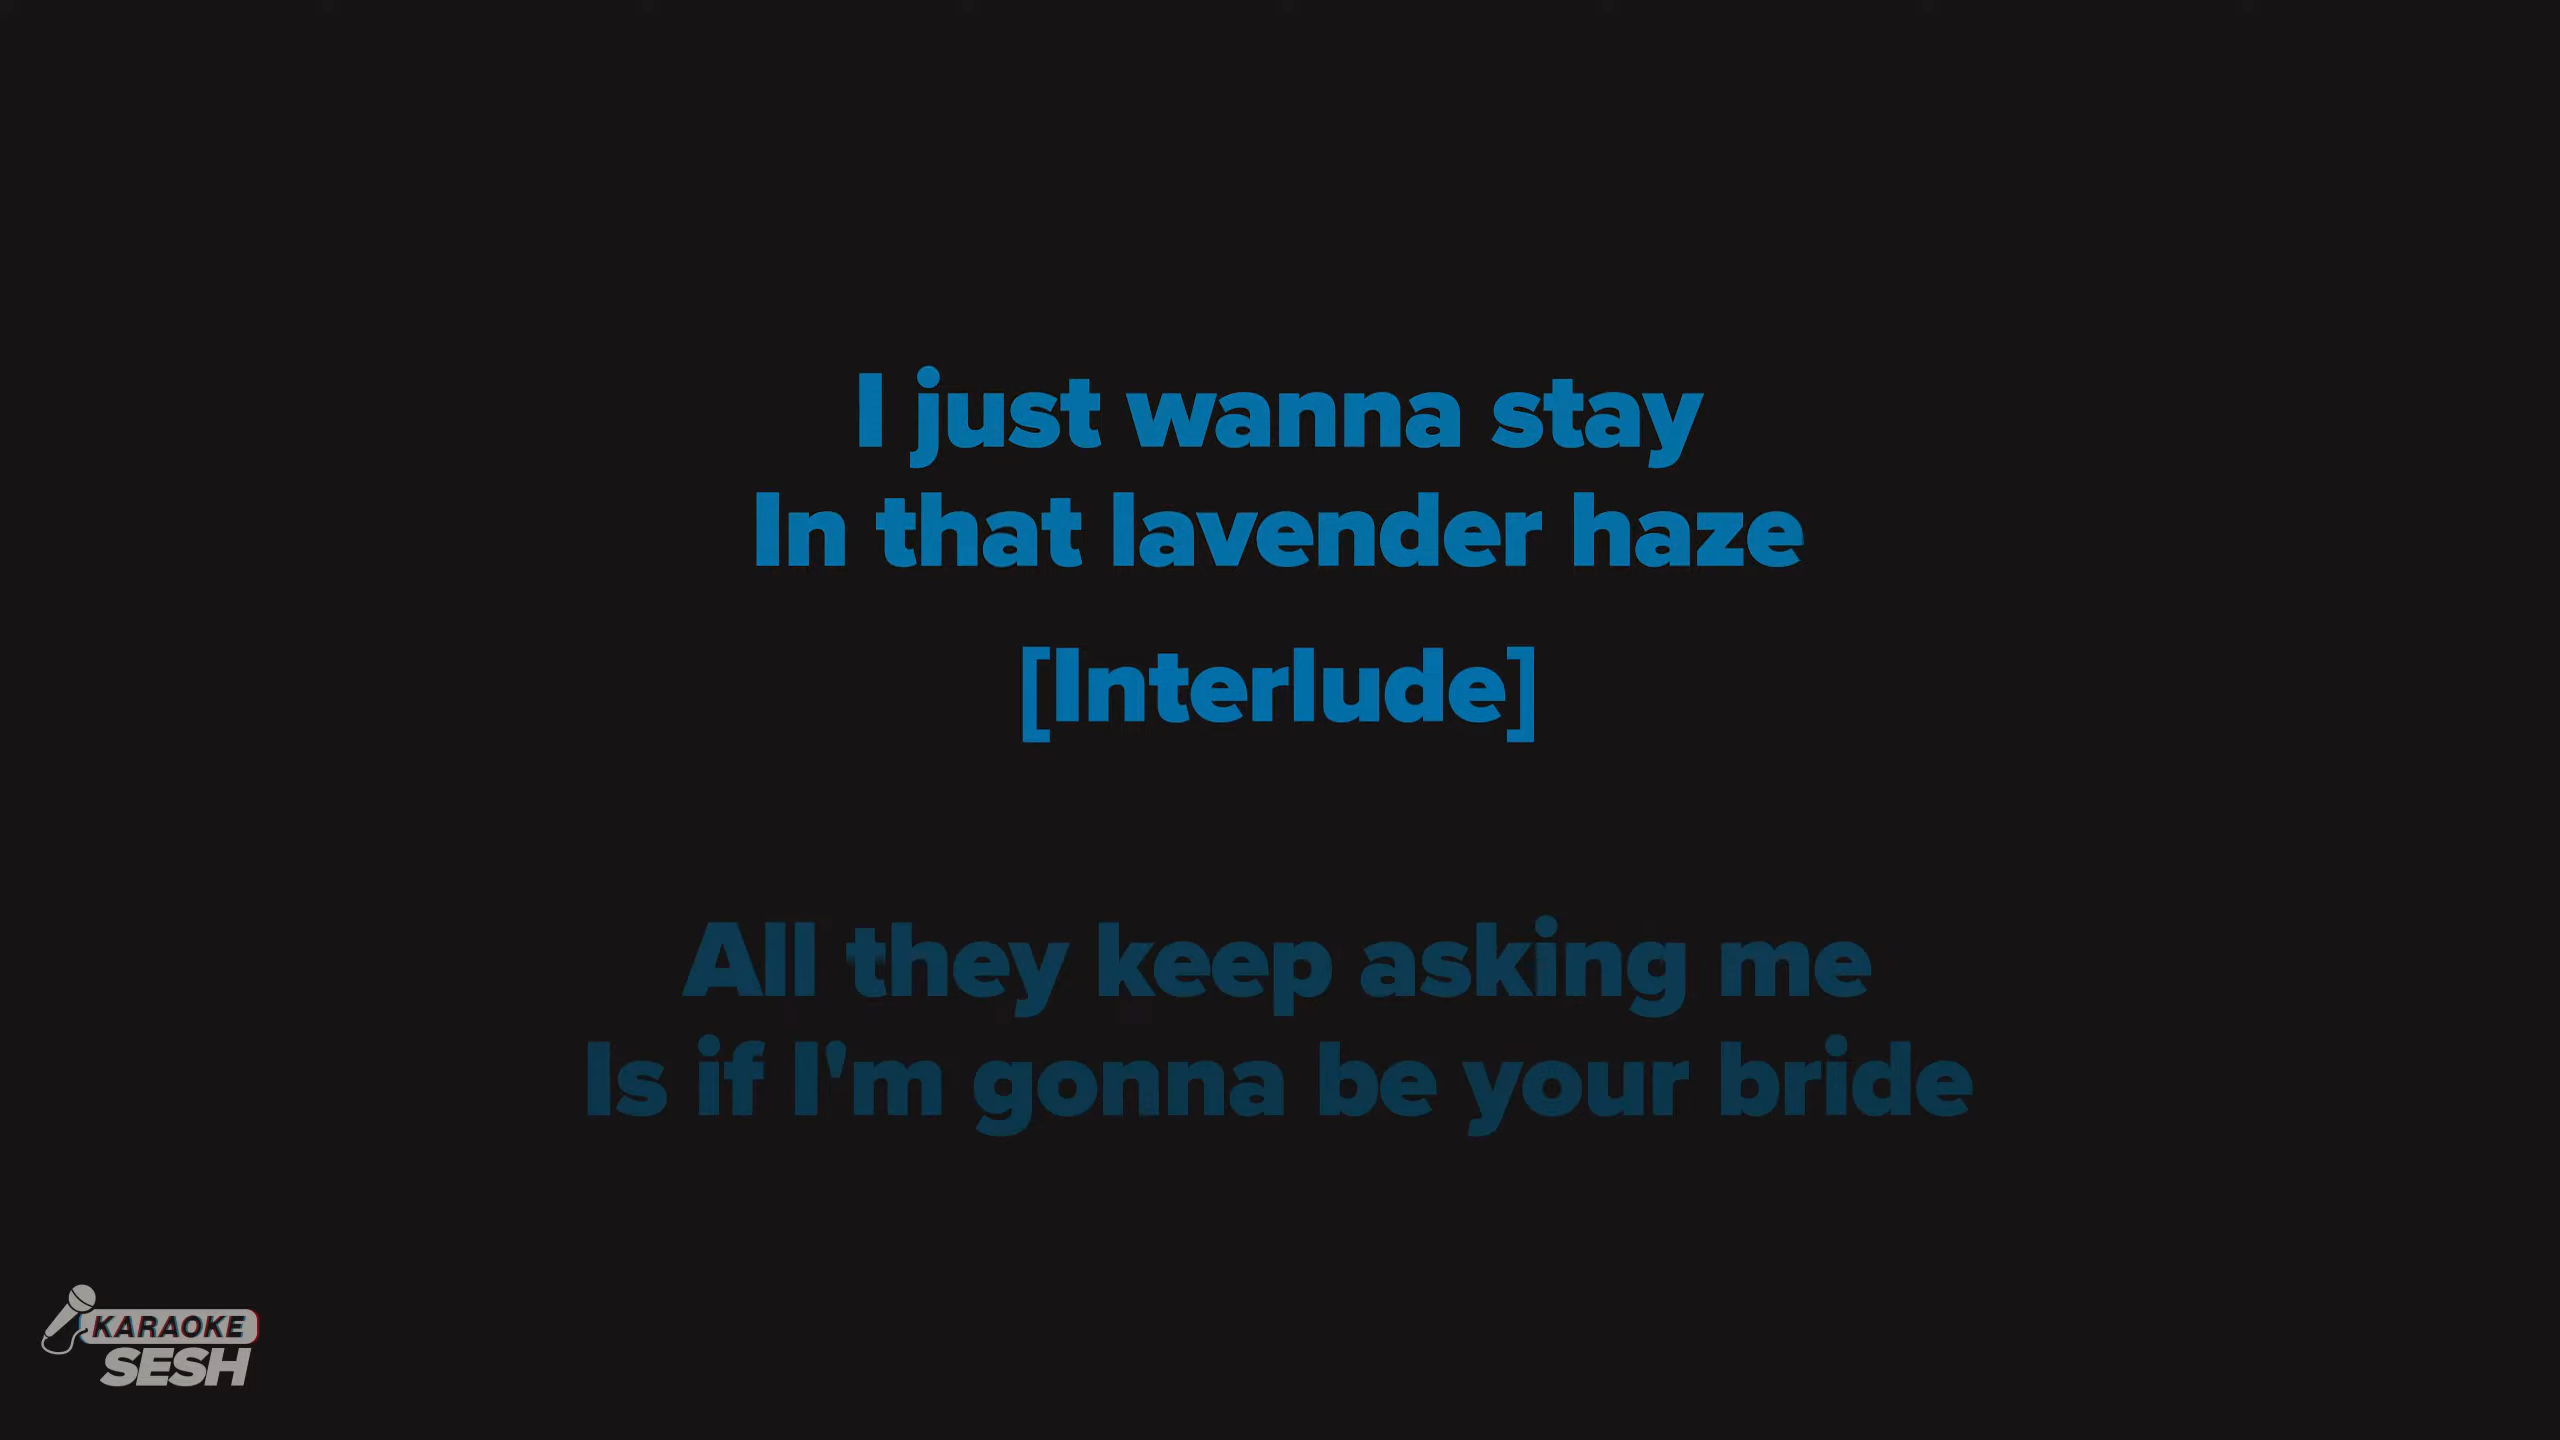 I just wanna stay
In that lavender haze
[Interlude]
All they keep asking me
Is if I'm gonna be your bride
KARAOKE
SESH